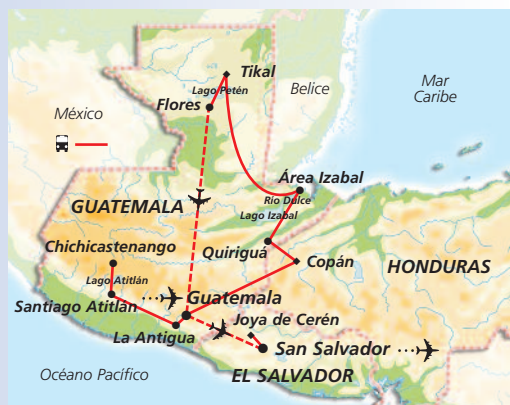 Tikal
Lago Petén
Flores
Belice
Mar
Caribe
México
Área Izabal
Rio Dulce
Lago Izabal
GUATEMALA
Chichicastenango
Quiriguá
Copán
HONDURAS
Lago Atitlán
Santiago Atitlán
Guatemala
Joya de Cerén
La Antigua
San Salvador
Océano Pacífico
EL SALVADOR